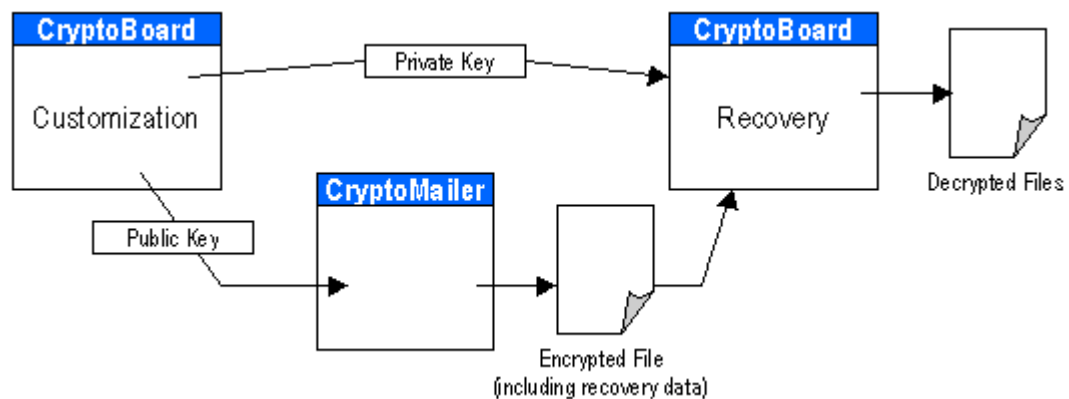 CryptoBoard
Customization
Private Key
CryptoBoard
Recovery
Decrypted Files
Public Key
CryptoMailer
Encrypted File
(including recovery data)